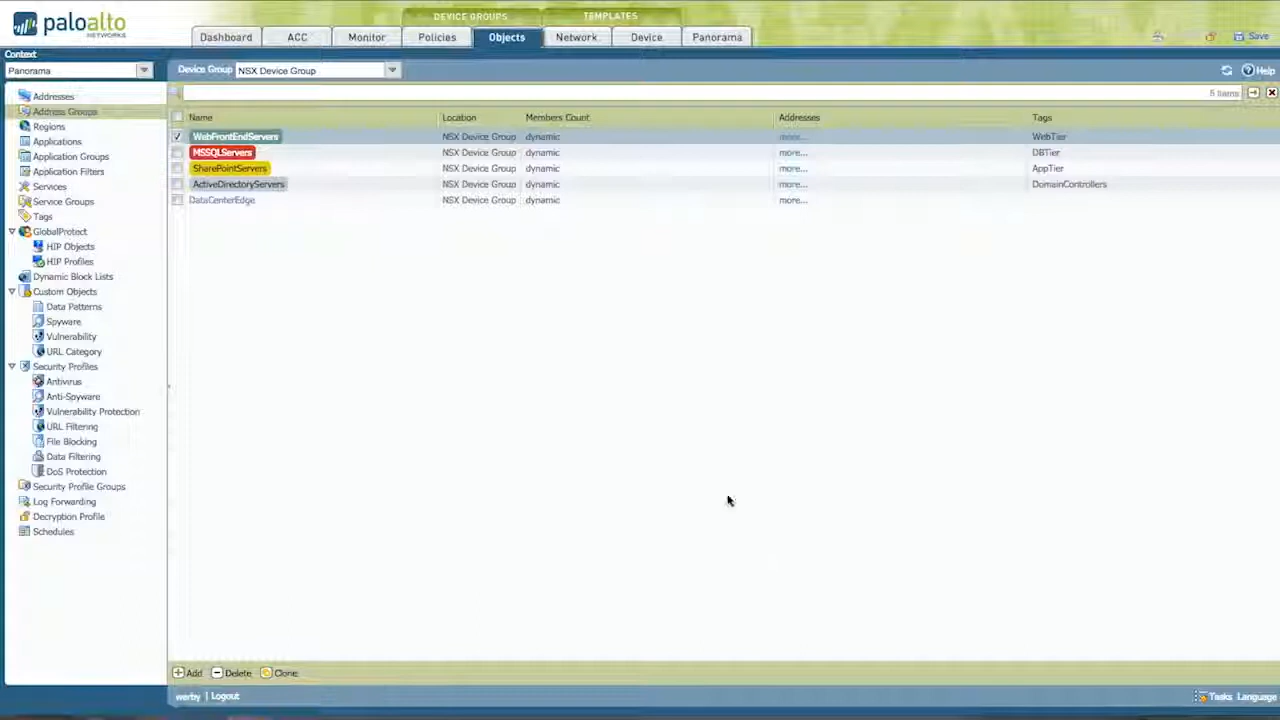 DEVICE GROUPS TEMPLATES
paloalto
NETWORKS
Dashboard ACC Monitor Policies Objects Network Device Panorama
Save
Context
Panorama
Device Group NSX Device Group
Help
5 items
Addresses
Address Groups
Regions
Applications
Application Groups
Application Filters
Services
Service Groups
Tags
GlobalProtect
HIP Objects
HIP Profiles
Dynamic Block Lists
Custom Objects
Data Patterns
Spyware
Vulnerability
URL Category
Security Profiles
Antivirus
Anti-Spyware
Vulnerability Protection
URL Filtering
File Blocking
Data Filtering
DoS Protection
Security Profile Groups
Log Forwarding
Decryption Profile
Schedules
Name Location Members Count Addresses Tags
WebFrontEndServers NSX Device Group dynamic more... WebTier
MSSQLServers NSX Device Group dynamic more... DBTier
SharePointServers NSX Device Group dynamic more... AppTier
ActiveDirectoryServers NSX Device Group dynamic more... DomainControllers
DataCenterEdge NSX Device Group dynamic more...
Add Delete Clone
werby | Logout
Tasks Language